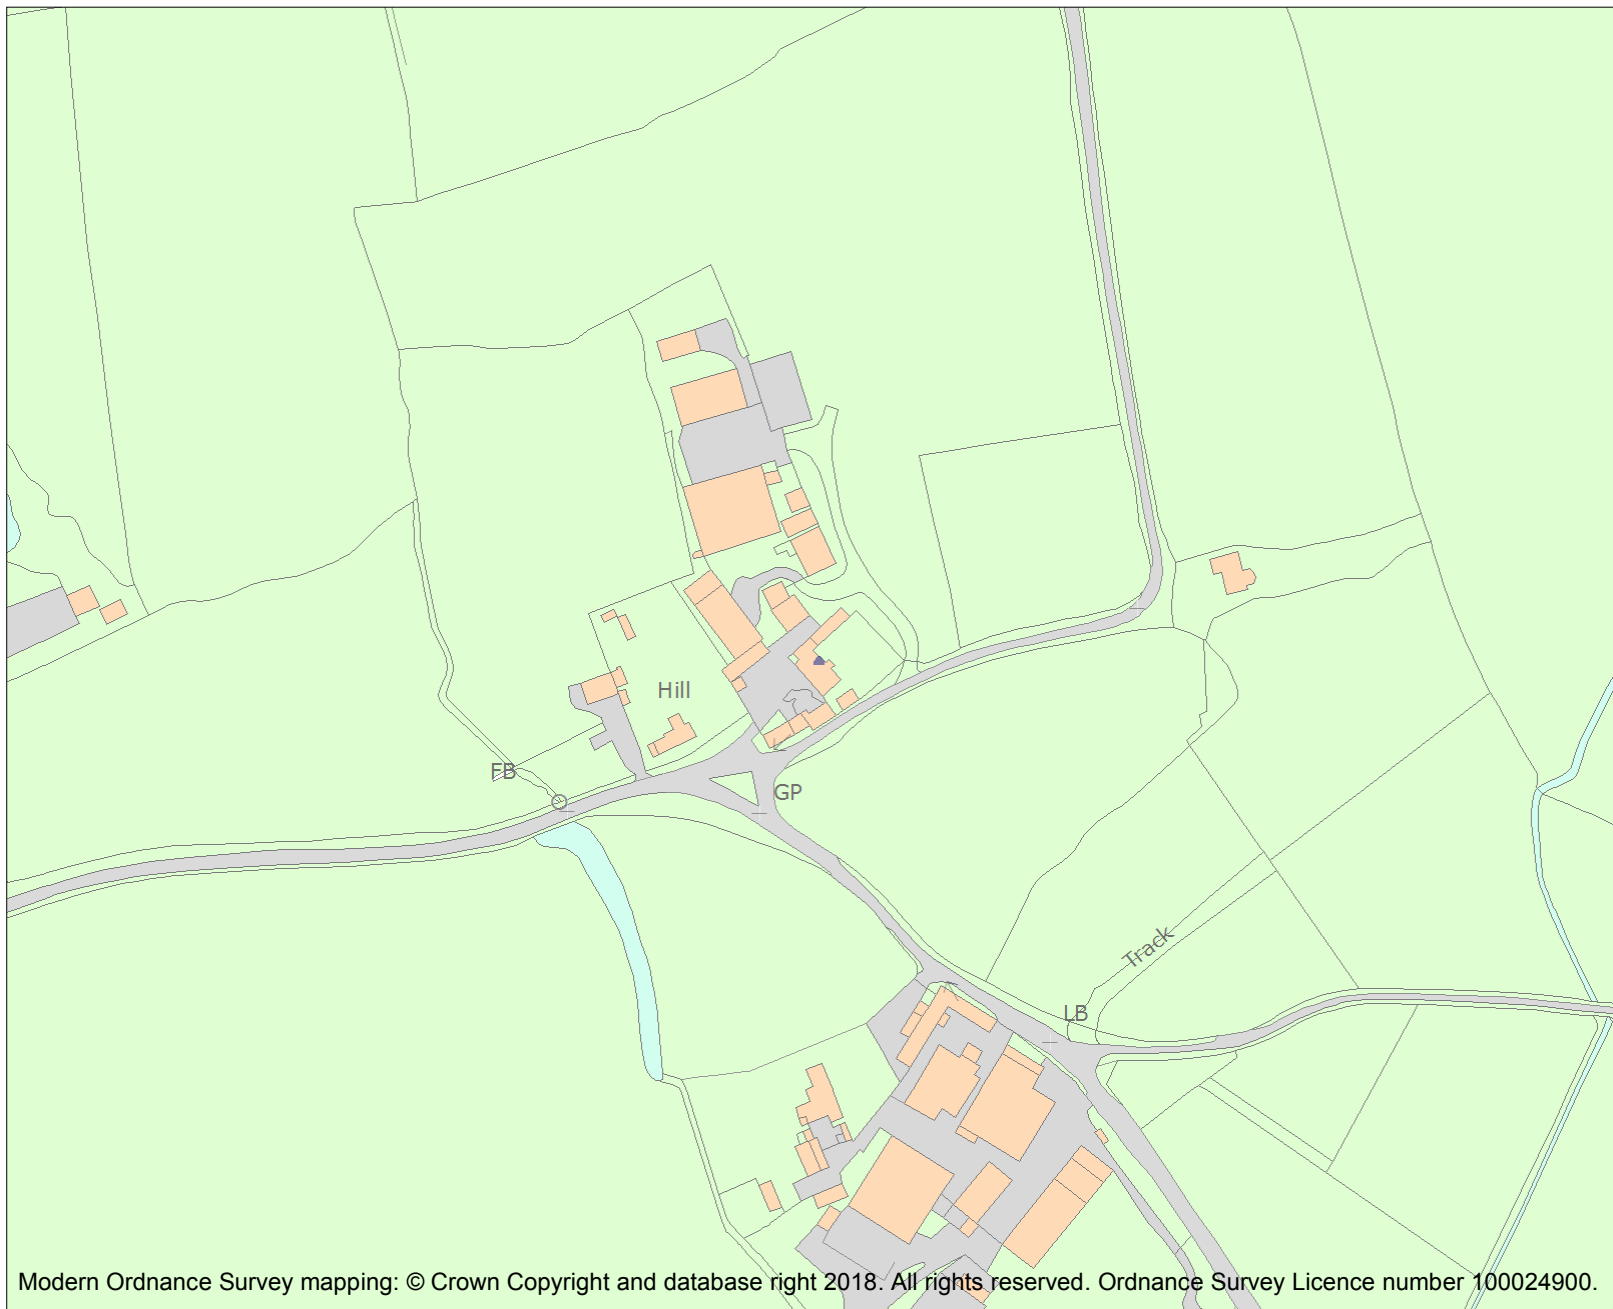 Hill
FB
GP
Track
LB
Modern Ordnance Survey mapping: © Crown Copyright and database right 2018. All rights reserved. Ordnance Survey Licence number 100024900.